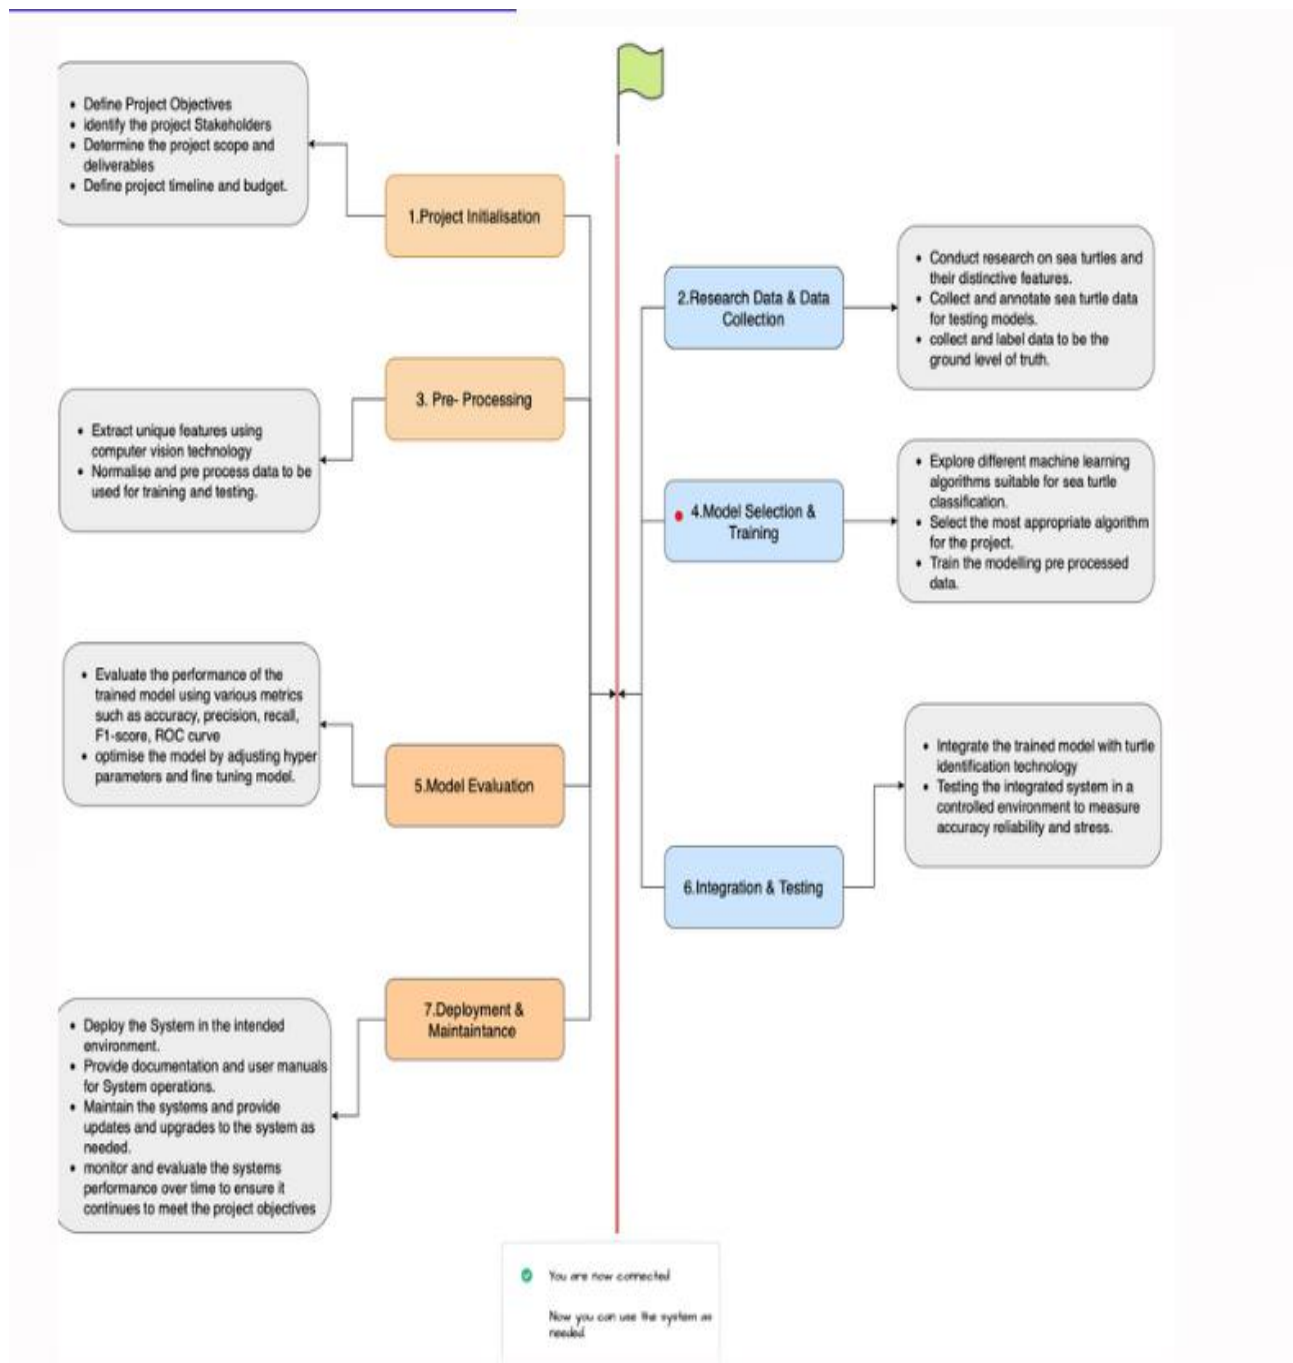 • Define Project Objectives
• identify the project Stakeholders
• Determine the project scope and
deliverables
• Define project timeline and budget.
1.Project Initialisation
2.Research Data & Data
Collection
• Conduct research on sea turtles and
their distinctive features.
• Collect and annotate sea turtle data
for testing models.
• collect and label data to be the
ground level of truth.
3. Pre- Processing
• Extract unique features using
computer vision technology
• Normalise and pre process data to be
used for training and testing.
4.Model Selection &
Training
• Explore different machine learning
algorithms suitable for sea turtle
classification.
• Select the most appropriate algorithm
for the project.
• Train the modelling pre processed
data.
• Evaluate the performance of the
trained model using various metrics
such as accuracy, precision, recall,
F1-score, ROC curve
• optimise the model by adjusting hyper
parameters and fine tuning model.
5.Model Evaluation
• Integrate the trained model with turtle
identification technology
• Testing the integrated system in a
controlled environment to measure
accuracy reliability and stress.
6.Integration & Testing
7.Deployment &
Maintaintance
• Deploy the System in the intended
environment.
• Provide documentation and user manuals
for System operations.
• Maintain the systems and provide
updates and upgrades to the system as
needed.
• monitor and evaluate the systems
performance over time to ensure it
continues to meet the project objectives
You are now connected
Now you can use the system as
needed